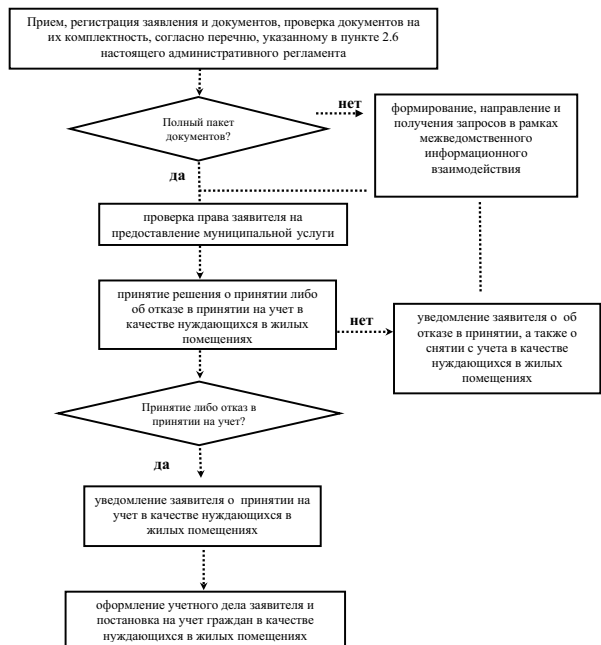 Прием, регистрация заявления и документов, проверка документов на
их комплектность, согласно перечню, указанному в пункте 2.6
настоящего административного регламента
Полный пакет
документов?
нет
формирование, направление и
получения запросов в рамках
межведомственного
информационного
взаимодействия
да
проверка права заявителя на
предоставление муниципальной услуги
принятие решения о принятии либо
об отказе в принятии на учет в
качестве нуждающихся в жилых
помещениях
нет
уведомление заявителя о об
отказе в принятии, а также о
снятии с учета в качестве
нуждающихся в жилых
помещениях
Принятие либо отказ в
принятии на учет?
да
уведомление заявителя о принятии на
учет в качестве нуждающихся в
жилых помещениях
оформление учетного дела заявителя и
постановка на учет граждан в качестве
нуждающихся в жилых помещениях